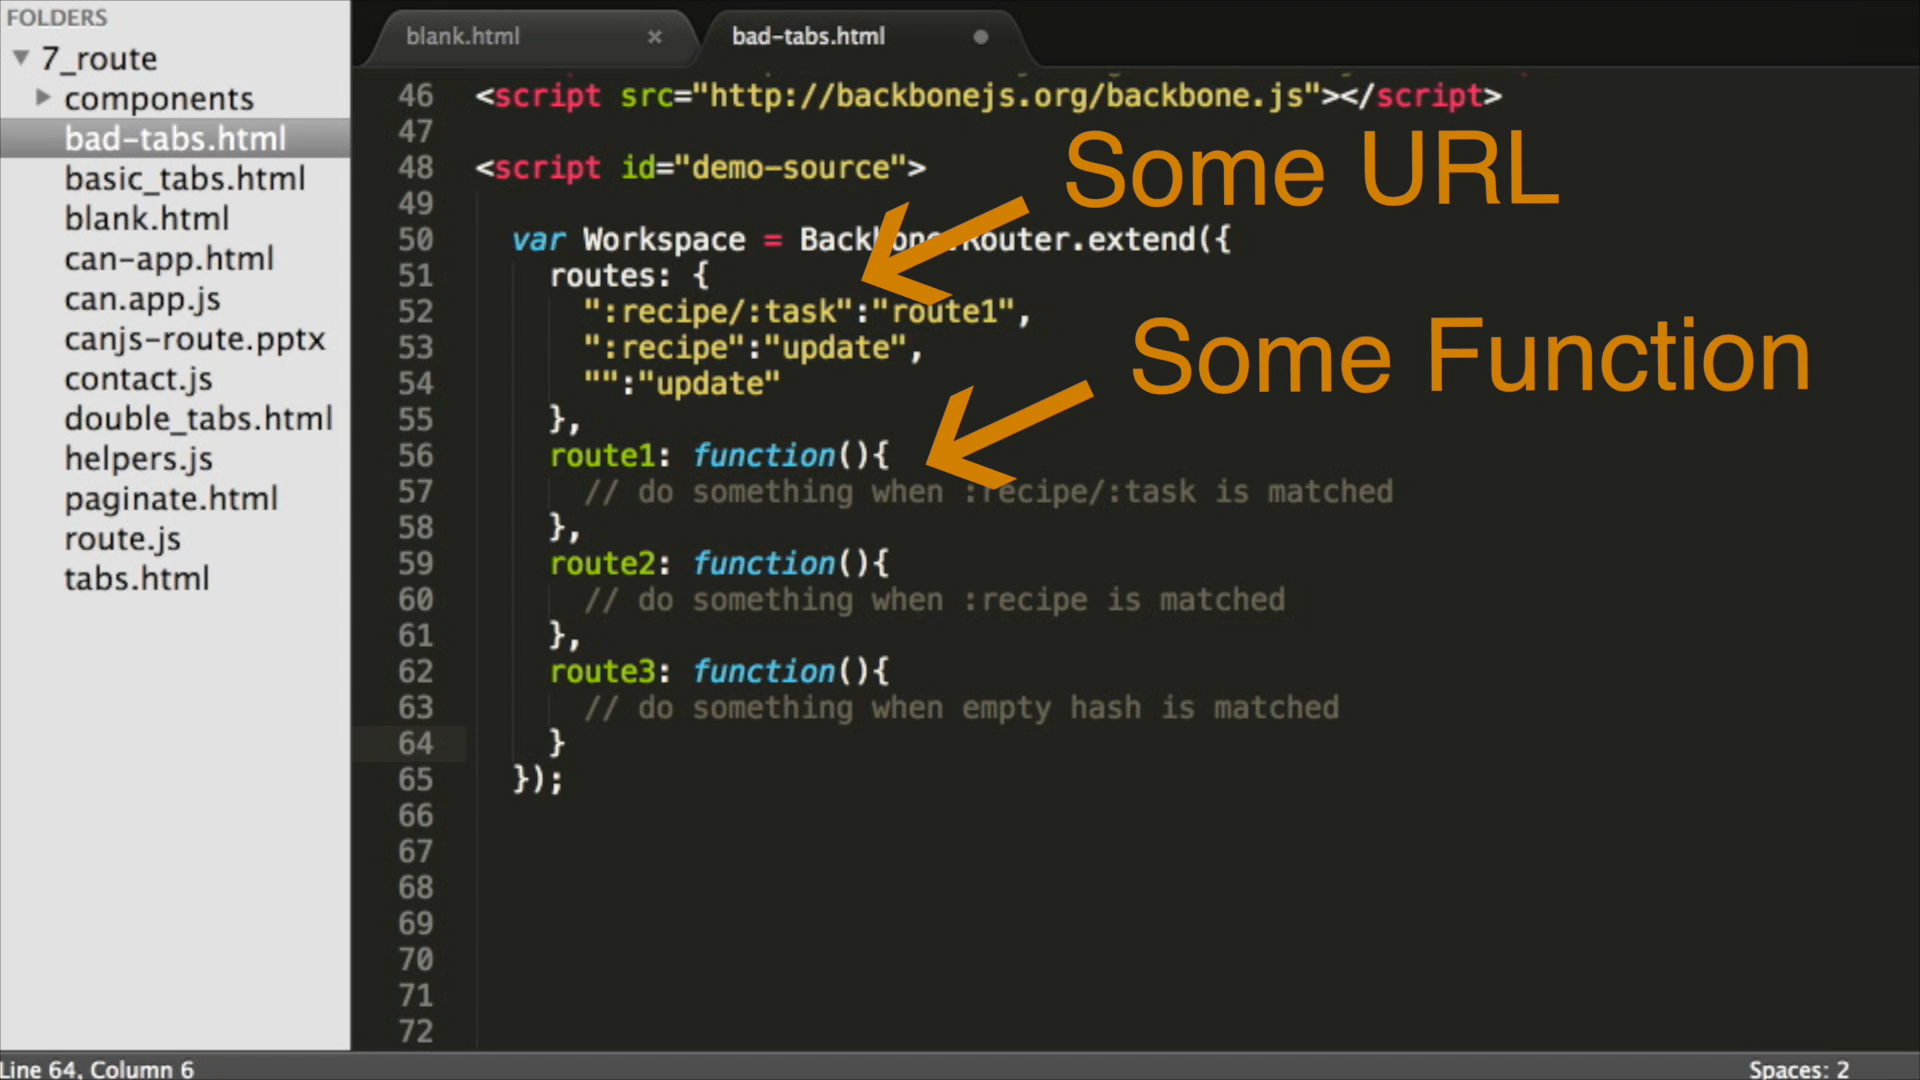 FOLDERS
7_route
components
bad-tabs.html
basic_tabs.html
blank.html
can-app.html
can.app.js
canjs-route.pptx
contact.js
double_tabs.html
helpers.js
paginate.html
route.js
tabs.html
blank.html ×
bad-tabs.html
46 <script src="http://backbonejs.org/backbone.js"></script>
47
48 <script id="demo-source">
49
50 var Workspace = Backbone.Router.extend({
51 routes: {
52 ":recipe/:task":"route1",
53 ":recipe":"update",
54 "":"update"
55 },
56 route1: function(){
57 // do something when :recipe/:task is matched
58 },
59 route2: function(){
60 // do something when :recipe is matched
61 },
62 route3: function(){
63 // do something when empty hash is matched
64 }
65 });
66
67
68
69
70
71
72
Some URL
Some Function
Line 64, Column 6
Spaces: 2